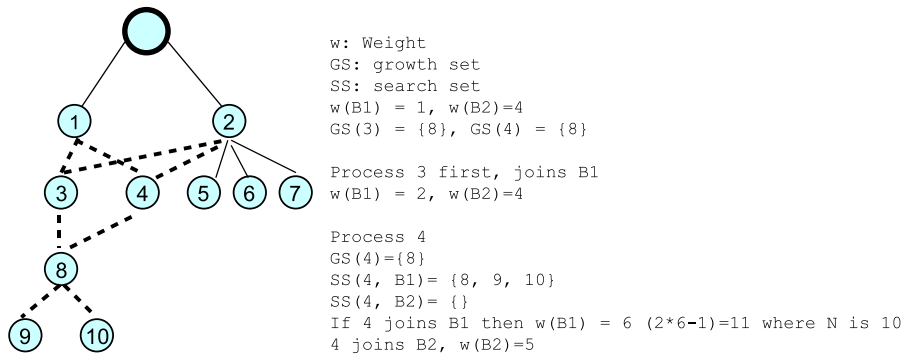 w: Weight
GS: growth set
SS: search set
w(B1) = 1, w(B2)=4
GS(3) = {8}, GS(4) = {8}
Process 3 first, joins B1
w(B1) = 2, w(B2)=4
Process 4
GS(4)={8}
SS(4, B1)= {8, 9, 10}
SS(4, B2)= {}
If 4 joins B1 then w(B1) = 6 (2*6-1)=11 where N is 10
4 joins B2, w(B2)=5
1 2
3 4 5 6 7
8
9 10